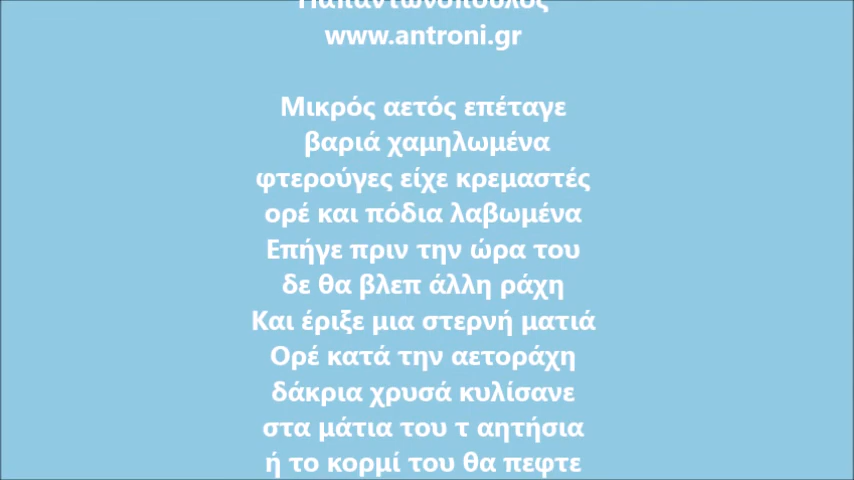 Παπαντωνόπουλος
www.antroni.gr
Μικρός αετός επέταγε
βαριά χαμηλωμένα
φτερούγες είχε κρεμαστές
ορέ και πόδια λαβωμένα
Επήγε πριν την ώρα του
δε θα βλεπ άλλη ράχη
Και έριξε μια στερνή ματιά
Ορέ κατά την αετοράχη
δάκρια χρυσά κυλίσανε
στα μάτια του τ αητήσια
ή το κορμί του θα πεφτε